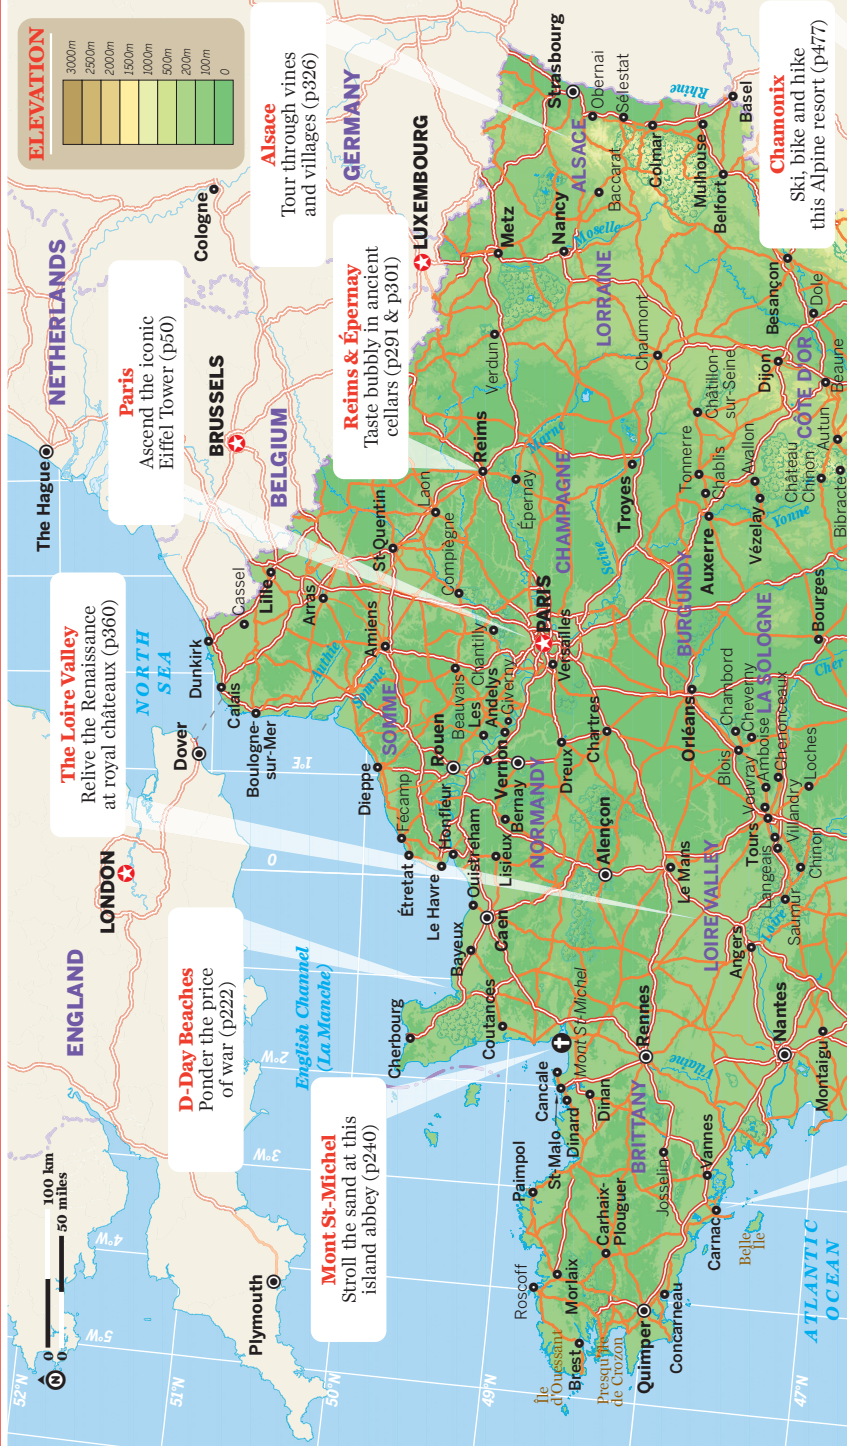 ELEVATION
3000m
2500m
2000m
1500m
1000m
500m
200m
100m
0
Alsace
Tour through vines
and villages (p326)
Paris
Ascend the iconic
Eiffel Tower (p50)
Reims & Épernay
Taste bubbly in ancient
cellars (p291 & p301)
Chamonix
Ski, bike and hike
this Alpine resort (p477)
The Loire Valley
Relive the Renaissance
at royal châteaux (p360)
D-Day Beaches
Ponder the price
of war (p222)
Mont St-Michel
Stroll the sand at this
island abbey (p240)
0
100 km
0
50 miles
N
52°N
51°N
50°N
49°N
47°N
5°W
4°W
3°W
2°W
0
1°E
ENGLAND
NETHERLANDS
BELGIUM
GERMANY
LUXEMBOURG
LONDON
BRUSSELS
The Hague
Cologne
Plymouth
Dover
NORTH
SEA
English Channel
(La Manche)
ATLANTIC
OCEAN
Dunkirk
Calais
Cassel
Boulogne-
sur-Mer
Lille
Arras
Authie
Somme
SOMME
Amiens
St-Quentin
Laon
Compiègne
Beauvais
Chantilly
Dieppe
Fécamp
Étretat
Le Havre
Honfleur
Rouen
Les
Andelys
Giverny
Vernon
Ouistreham
Lisieux
Bernay
NORMANDY
Bayeux
Caen
Cherbourg
Coutances
Mont St-Michel
Cancale
St-Malo
Dinard
Dinan
Paimpol
Roscoff
Morlaix
Carhaix-
Plouguer
Île
d'Ouessant
Brest
Presqu'île
de Crozon
Quimper
Concarneau
BRITTANY
Josselin
Rennes
Vilaine
Vannes
Carnac
Belle
Île
Nantes
Montaigu
PARIS
Versailles
Dreux
Chartres
Alençon
Le Mans
LOIRE VALLEY
Angers
Loire
Saumur
Langeais
Tours
Villandry
Chinon
Vouvray
Amboise
Chenonceaux
Loches
Blois
Chambord
Cheverny
LA SOLOGNE
Orléans
Bourges
Cher
BURGUNDY
Seine
Marne
CHAMPAGNE
Reims
Épernay
Troyes
Verdun
Metz
Nancy
Moselle
LORRAINE
Chaumont
Châtillon-
sur-Seine
Tonnerre
Chablis
Auxerre
Avallon
Vézelay
Yonne
Château
Chinon
Autun
Bibracte
CÔTE D'OR
Dijon
Beaune
Dole
Besançon
Belfort
Mulhouse
Colmar
Basel
Baccarat
ALSACE
Strasbourg
Obernai
Sélestat
Rhine